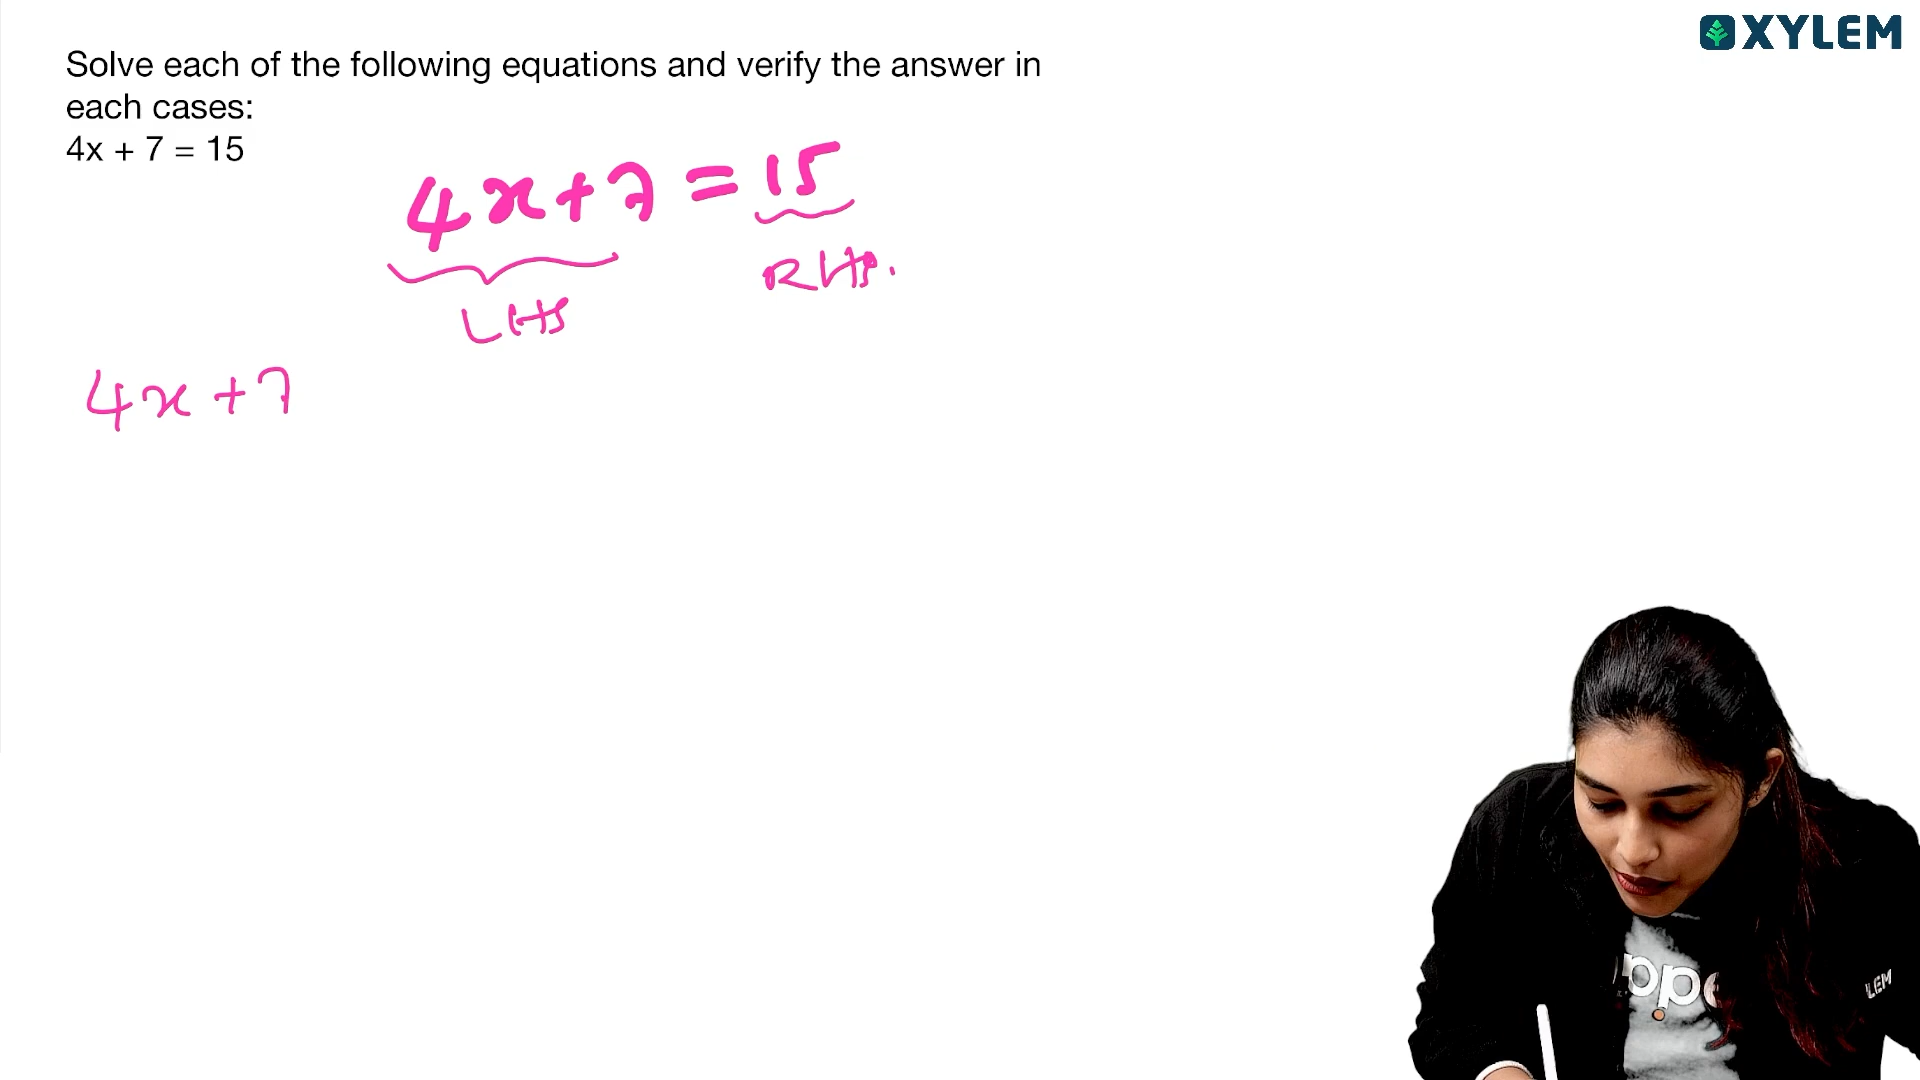 XYLEM
Solve each of the following equations and verify the answer in
each cases:
4x + 7 = 15
4x+7 = 15
LHS
RHS.
4x +7
LEM